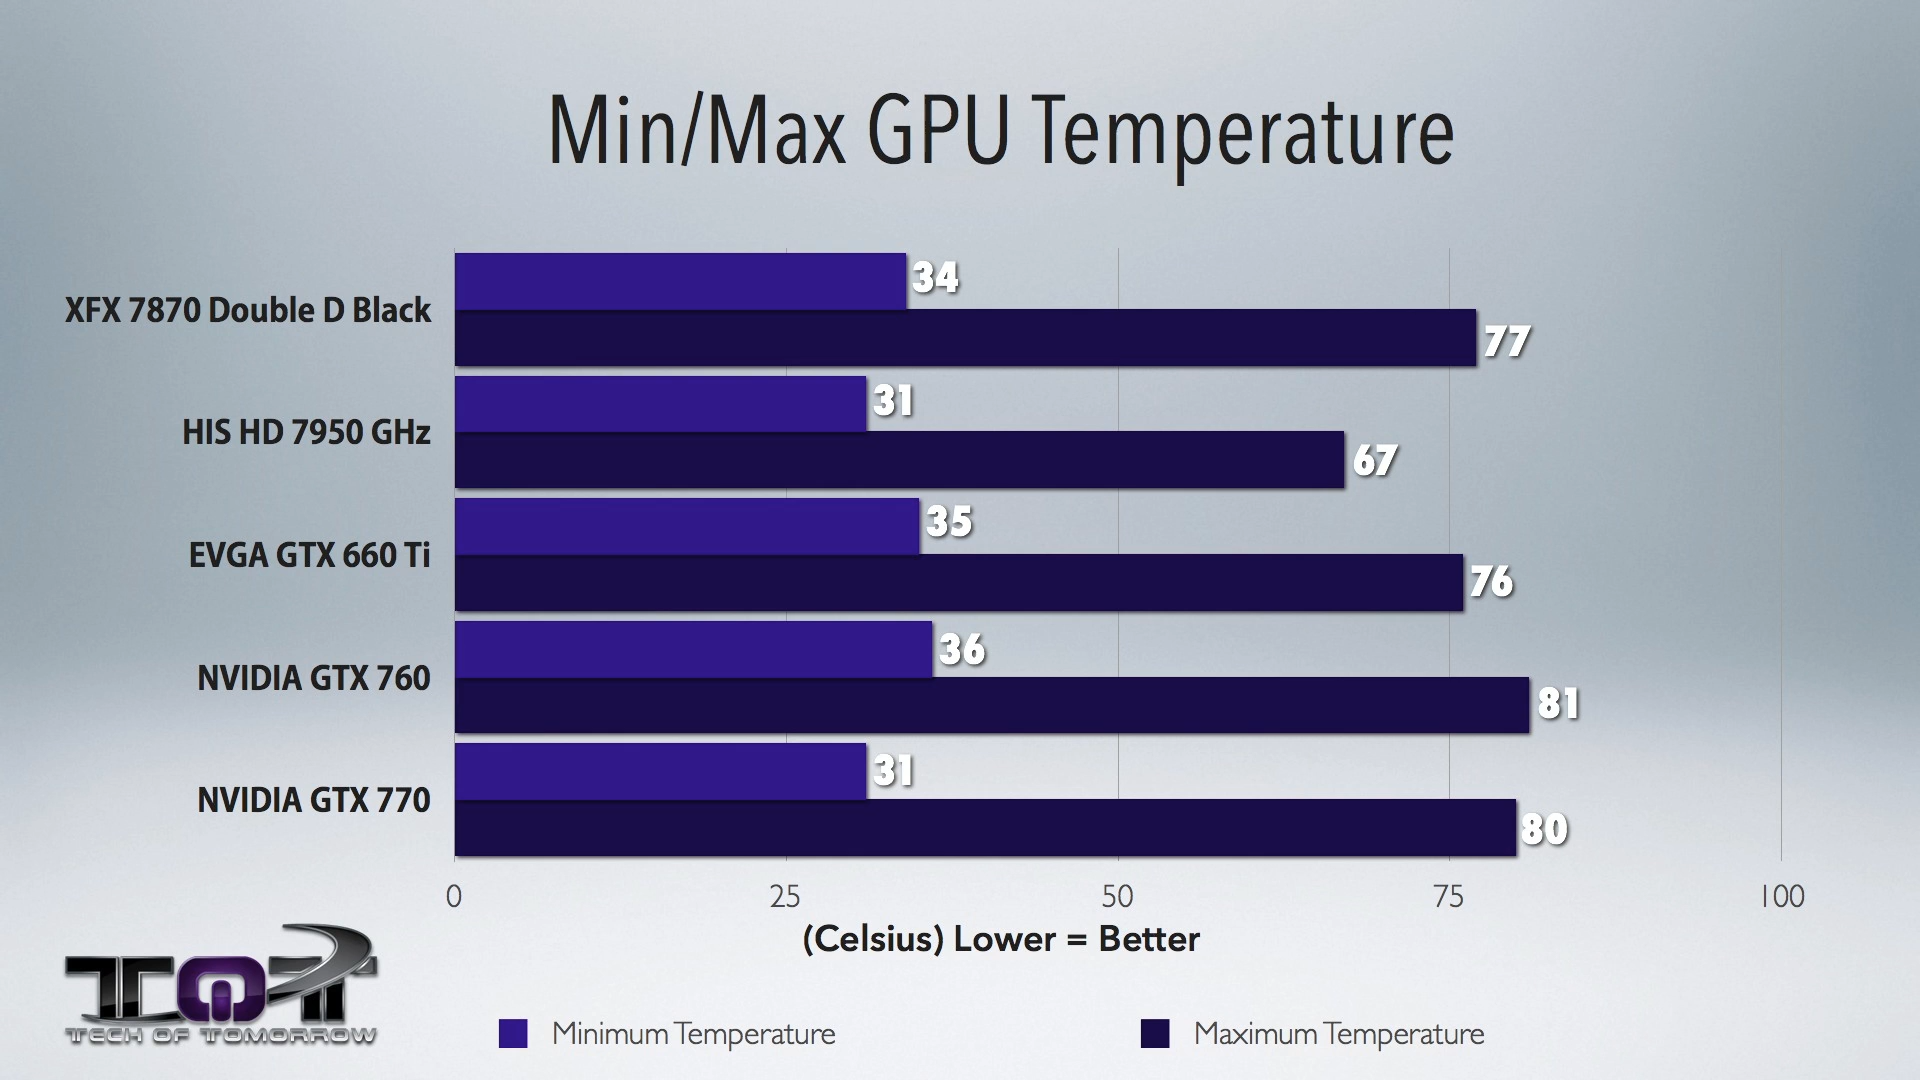 Min/Max GPU Temperature
XFX 7870 Double D Black
34
77
HIS HD 7950 GHz
31
67
EVGA GTX 660 Ti
35
76
NVIDIA GTX 760
36
81
NVIDIA GTX 770
31
80
0 25 50 75 100
(Celsius) Lower = Better
TOT
TECH OF TOMORROW
Minimum Temperature
Maximum Temperature